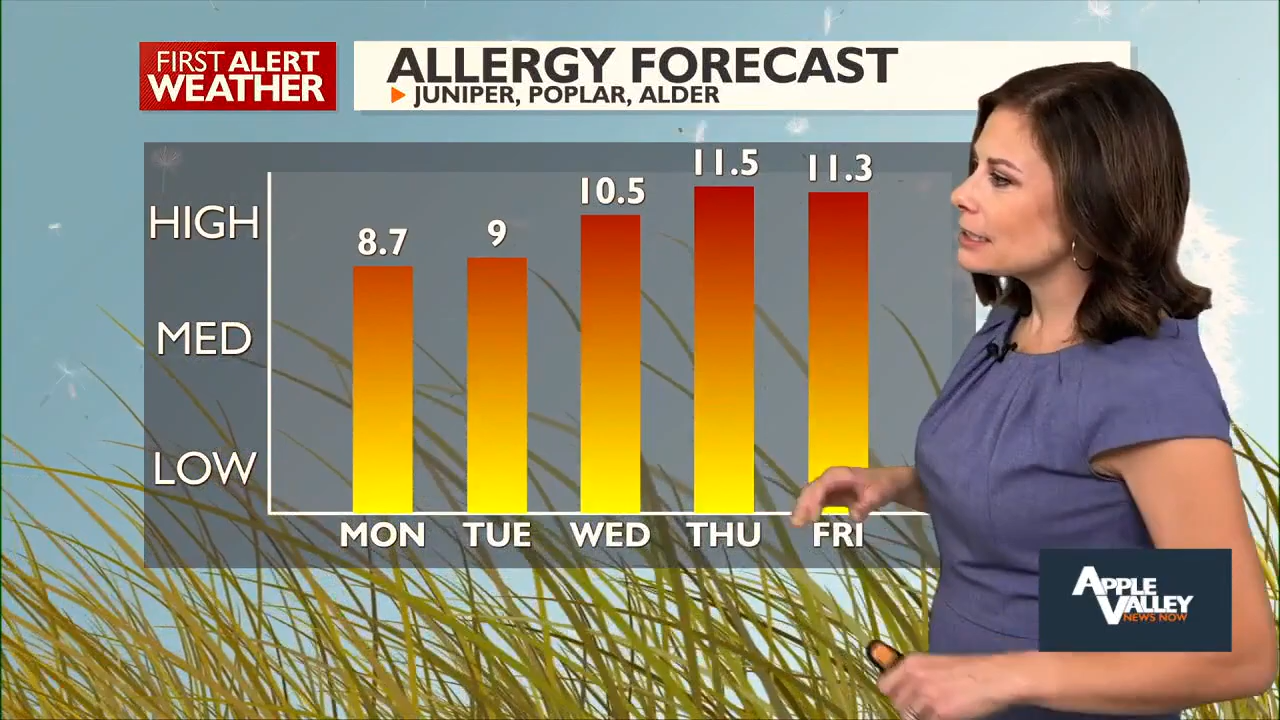 FIRST ALERT
WEATHER
ALLERGY FORECAST
JUNIPER, POPLAR, ALDER
HIGH
MED
LOW
8.7
9
10.5
11.5
11.3
MON TUE WED THU FRI
APPLE
VALLEY
NEWS NOW